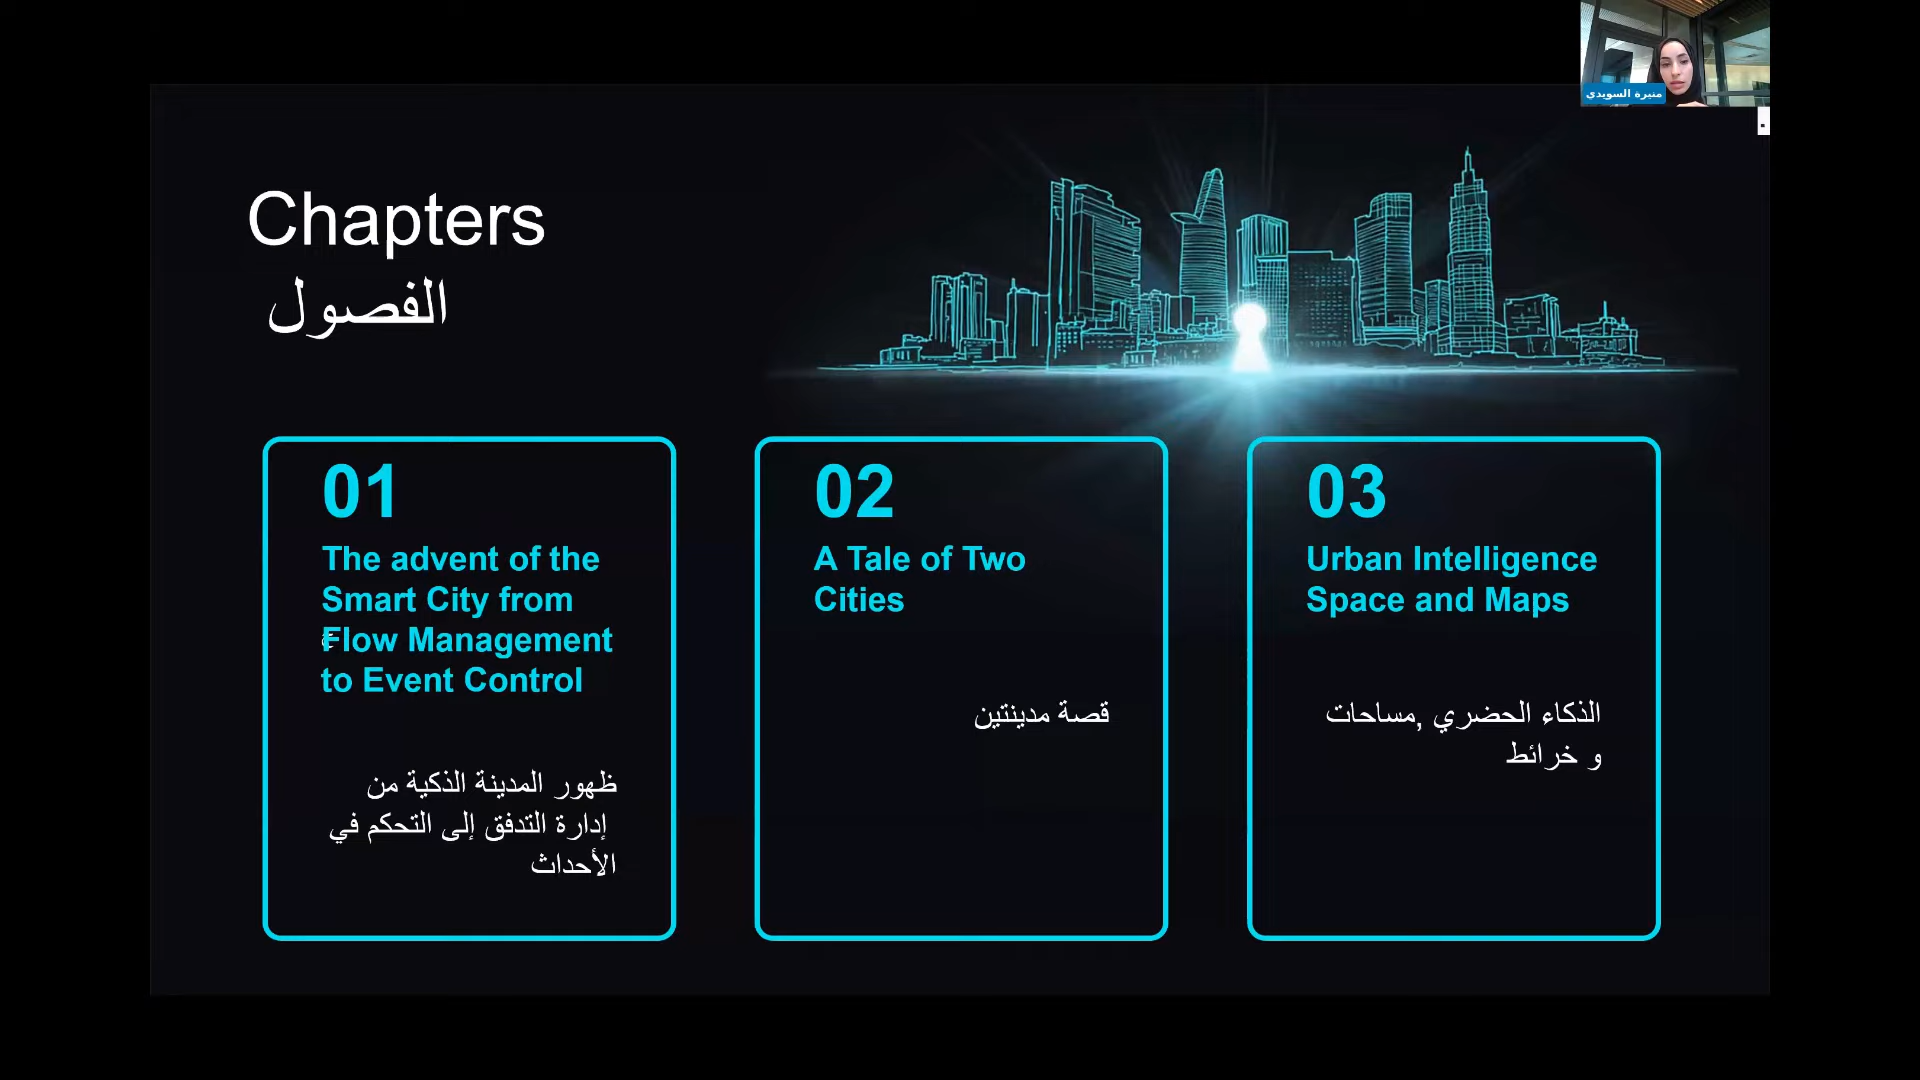 منيرة السويدي
Chapters
الفصول
01
The advent of the
Smart City from
Flow Management
to Event Control
ظهور المدينة الذكية من
إدارة التدفق إلى التحكم في
الأحداث
02
A Tale of Two
Cities
قصة مدينتين
03
Urban Intelligence
Space and Maps
الذكاء الحضري ,مساحات
و خرائط